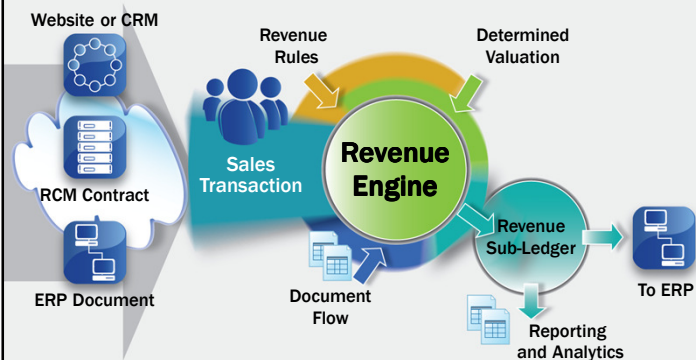 Website or CRM
RCM Contract
ERP Document
Sales
Transaction
Revenue
Rules
Determined
Valuation
Revenue
Engine
Document
Flow
Revenue
Sub-Ledger
To ERP
Reporting
and Analytics